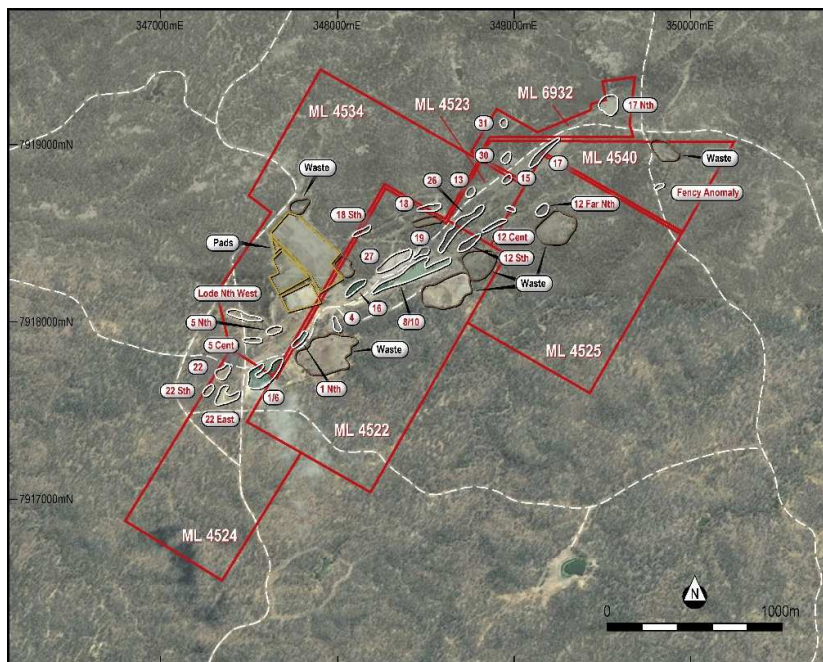 347000mE
348000mE
349000mE
350000mE
ML 4534
ML 4523
ML 6932
17 Nth
31
7919000mN
30
17
ML 4540
Waste
Waste
13
15
Fency Anomaly
26
18
12 Far Nth
18 Sth
Pads
19
12 Cent
27
12 Sth
Waste
Lode Nth West
16
8/10
7918000mN
5 Nth
4
5 Cent
Waste
ML 4525
22
22 Sth
1 Nth
1/6
22 East
ML 4522
7917000mN
ML 4524
N
0
1000m